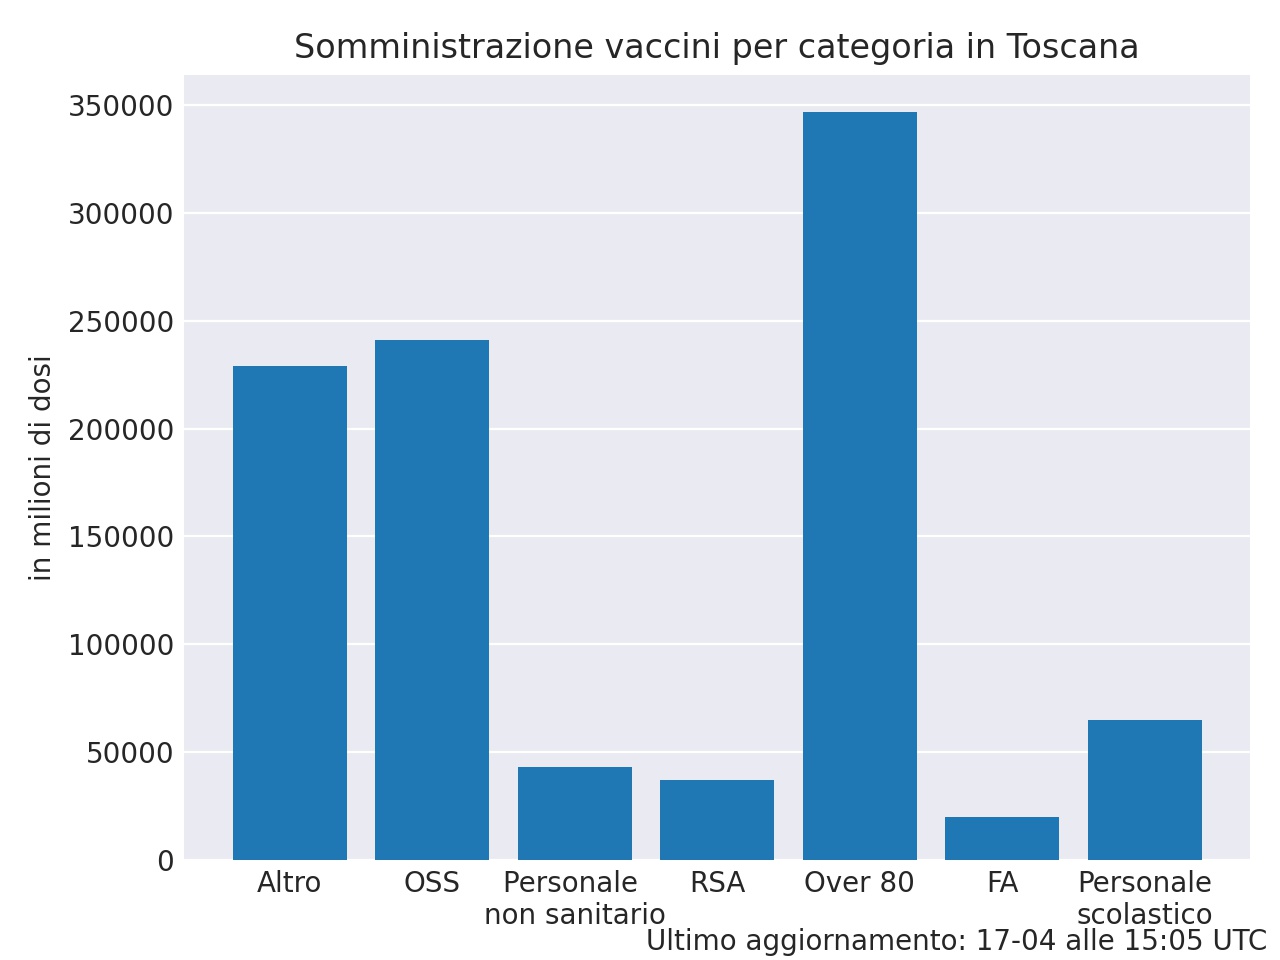 Somministrazione vaccini per categoria in Toscana
350000
300000
250000
200000
150000
100000
50000
0
in milioni di dosi
Altro
OSS
Personale
non sanitario
RSA
Over 80
FA
Personale
scolastico
Ultimo aggiornamento: 17-04 alle 15:05 UTC